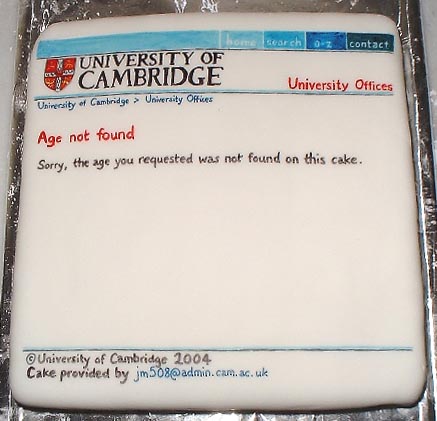 home search a-z contact
UNIVERSITY OF
CAMBRIDGE
University Offices
University of Cambridge > University Offices
Age not found
Sorry, the age you requested was not found on this cake.
©University of Cambridge 2004
Cake provided by jm508@admin.cam.ac.uk